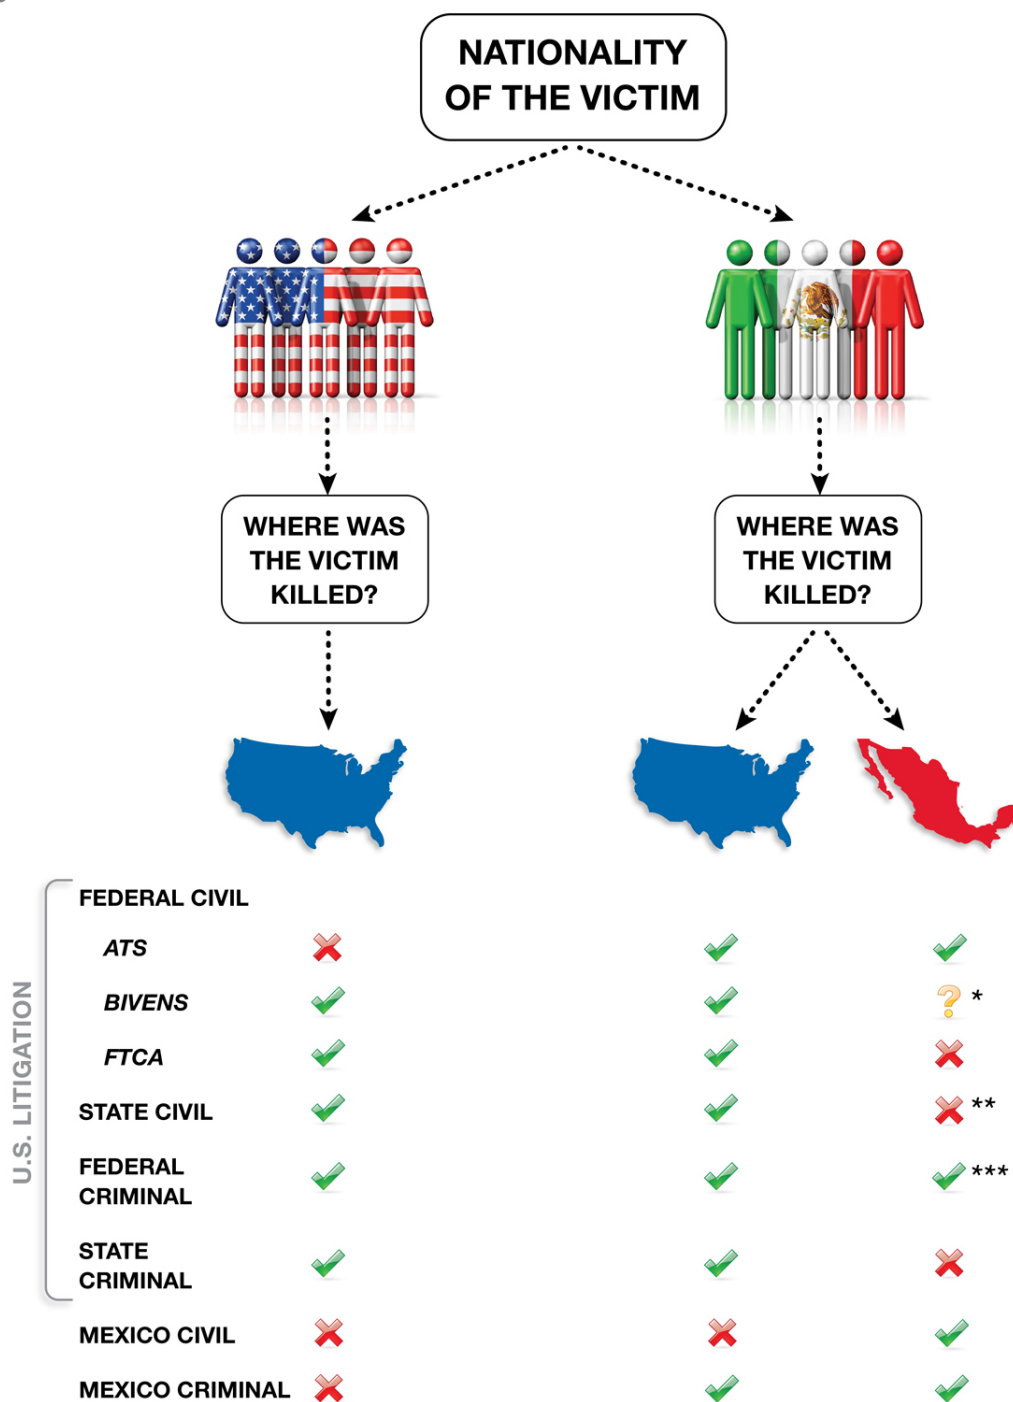 NATIONALITY
OF THE VICTIM
WHERE WAS
THE VICTIM
KILLED?
WHERE WAS
THE VICTIM
KILLED?
U.S. LITIGATION
FEDERAL CIVIL
ATS
BIVENS
*
FTCA
STATE CIVIL
**
FEDERAL
CRIMINAL
***
STATE
CRIMINAL
MEXICO CIVIL
MEXICO CRIMINAL